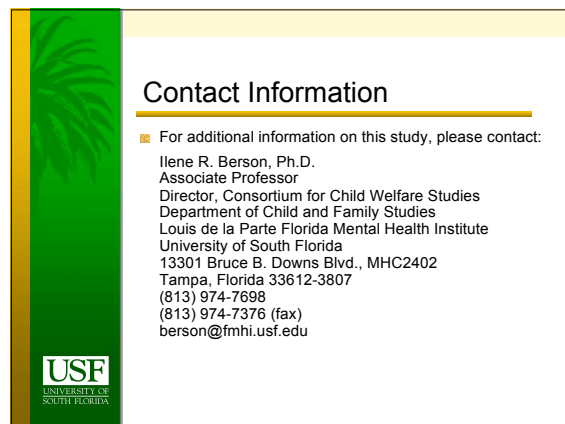 Contact Information
For additional information on this study, please contact:
Ilene R. Berson, Ph.D.
Associate Professor
Director, Consortium for Child Welfare Studies
Department of Child and Family Studies
Louis de la Parte Florida Mental Health Institute
University of South Florida
13301 Bruce B. Downs Blvd., MHC2402
Tampa, Florida 33612-3807
(813) 974-7698
(813) 974-7376 (fax)
berson@fmhi.usf.edu
USF
UNIVERSITY OF
SOUTH FLORIDA